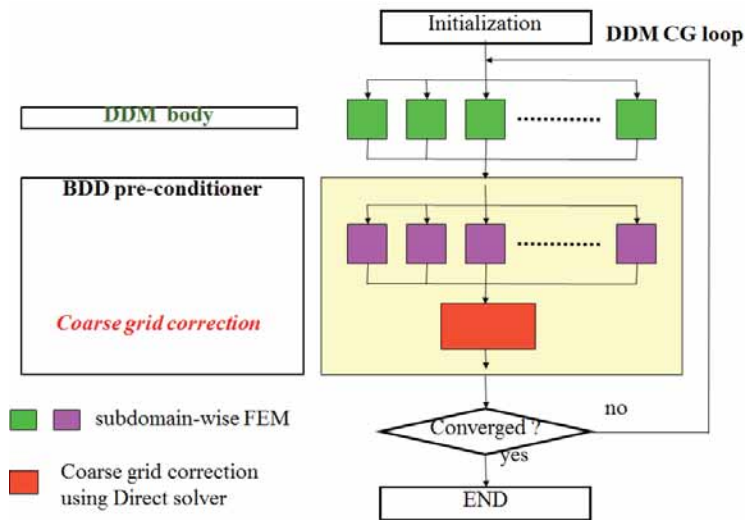 Initialization
DDM CG loop
DDM body
BDD pre-conditioner
Coarse grid correction
subdomain-wise FEM
no
Converged ?
yes
Coarse grid correction
using Direct solver
END